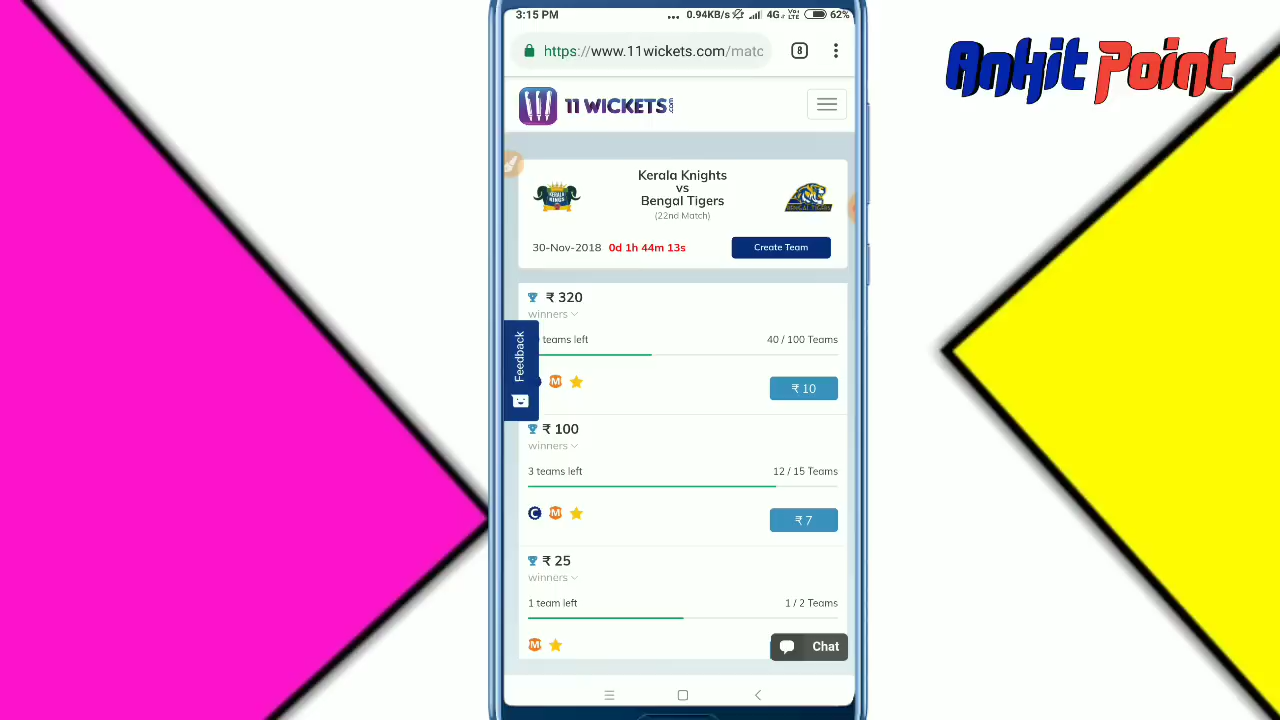 3:15 PM ... 0.94KB/s 4G VoLTE 62%
https://www.11wickets.com/matc 8
11 WICKETS.com
Ankit Point
Kerala Knights
vs
Bengal Tigers
(22nd Match)
30-Nov-2018 0d 1h 44m 13s Create Team
₹ 320
winners
teams left 40 / 100 Teams
Feedback
M ₹ 10
₹ 100
winners
3 teams left 12 / 15 Teams
C M ₹ 7
₹ 25
winners
1 team left 1 / 2 Teams
M Chat